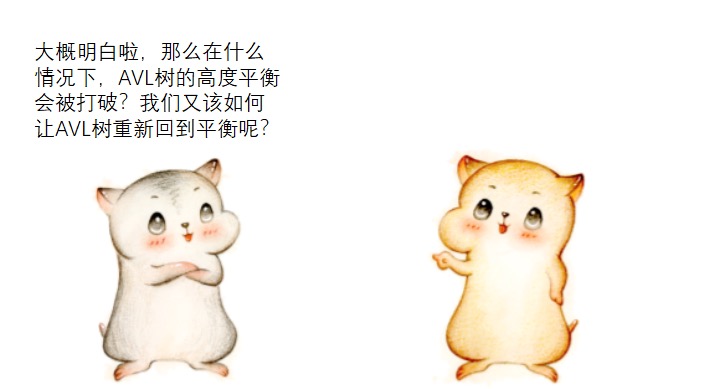 大概明白啦，那么在什么
情况下，AVL树的高度平衡
会被打破？我们又该如何
让AVL树重新回到平衡呢？